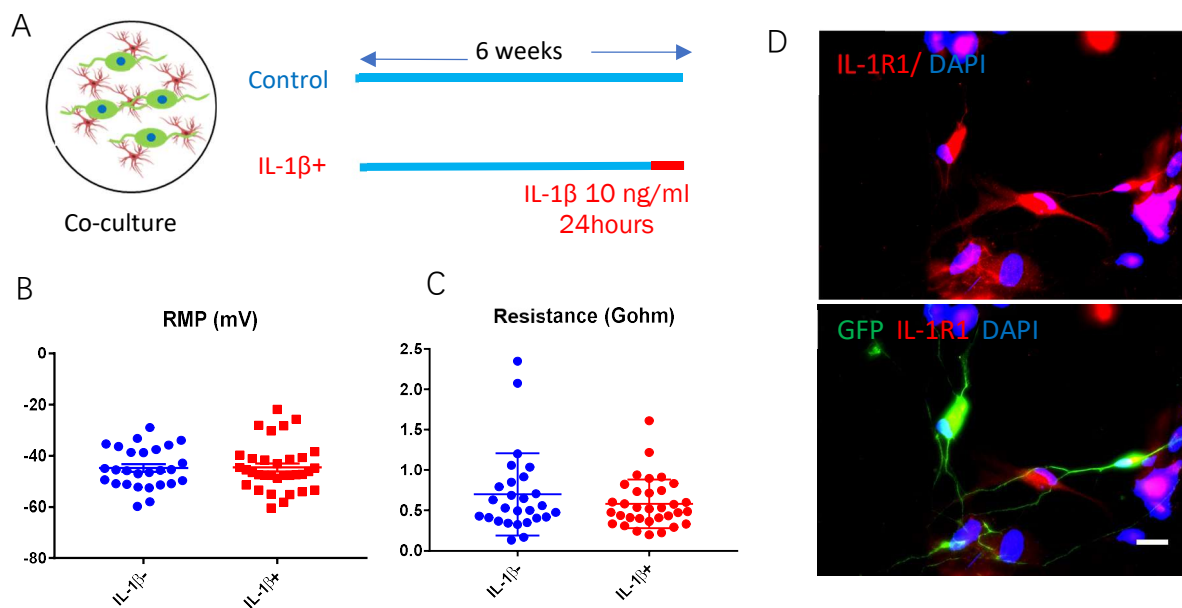 A
Co-culture
6 weeks
Control
IL-1β+
IL-1β 10 ng/ml
24hours
B
RMP (mV)
0
-20
-40
-60
-80
IL-1β-
IL-1β+
C
Resistance (Gohm)
2.5
2.0
1.5
1.0
0.5
0.0
IL-1β-
IL-1β+
D
IL-1R1/ DAPI
GFP IL-1R1 DAPI